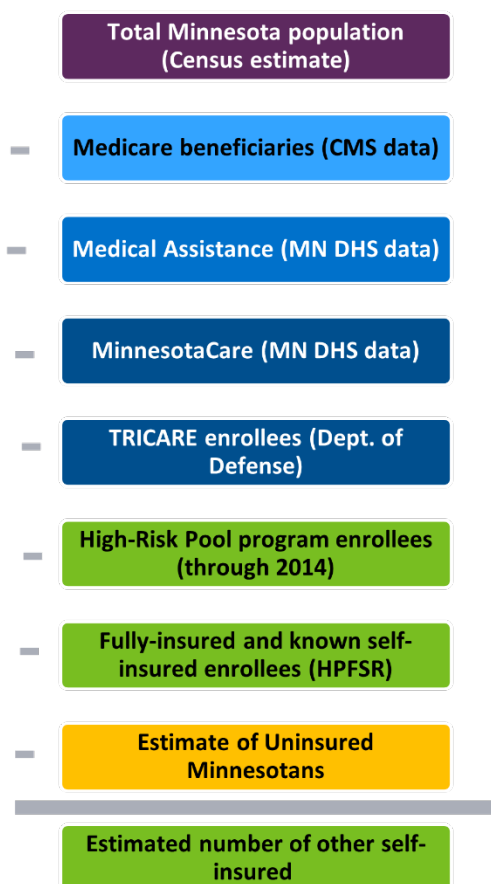 Total Minnesota population
(Census estimate)
– Medicare beneficiaries (CMS data)
– Medical Assistance (MN DHS data)
– MinnesotaCare (MN DHS data)
– TRICARE enrollees (Dept. of
Defense)
– High-Risk Pool program enrollees
(through 2014)
– Fully-insured and known self-
insured enrollees (HPFSR)
– Estimate of Uninsured
Minnesotans
Estimated number of other self-
insured